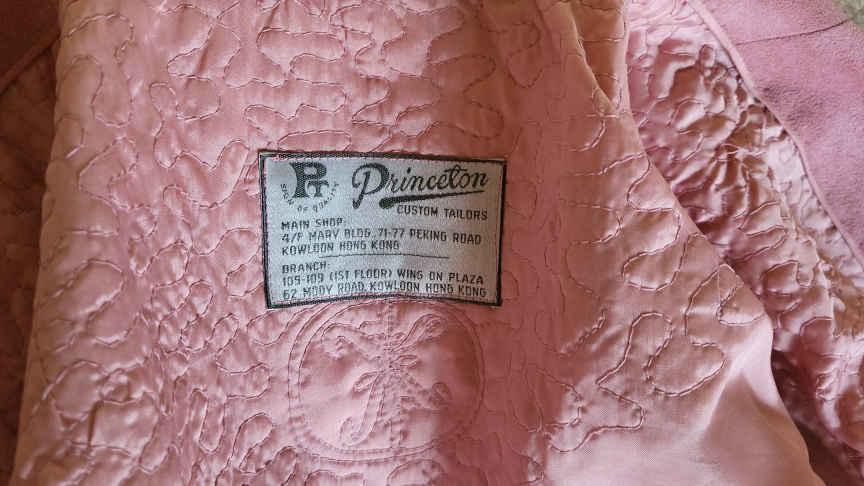 PT
SIGN OF QUALITY
Princeton
CUSTOM TAILORS
MAIN SHOP:
4/F MARY BLDG. 71-77 PEKING ROAD
KOWLOON HONG KONG
BRANCH:
105-109 (1ST FLOOR) WING ON PLAZA
62 MODY ROAD, KOWLOON HONG KONG